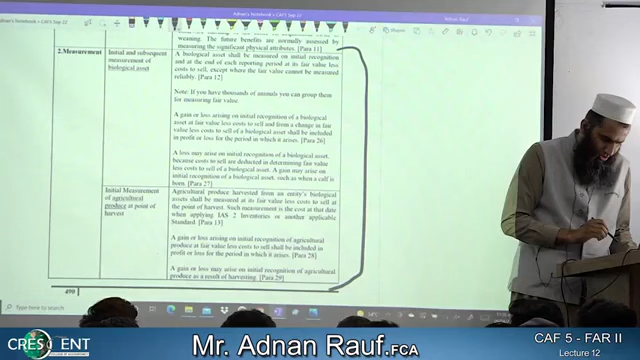 Adnan's Notebook - CAF5 Sep 22
Adnan Rauf
weaning. The future benefits are normally assessed by
measuring the significant physical attributes. [Para 11]
2.Measurement
Initial and subsequent
measurement of
biological asset
A biological asset shall be measured on initial recognition
and at the end of each reporting period at its fair value less
costs to sell, except where the fair value cannot be measured
reliably. [Para 12]
Note: If you have thousands of animals you can group them
for measuring fair value.
A gain or loss arising on initial recognition of a biological
asset at fair value less costs to sell and from a change in fair
value less costs to sell of a biological asset shall be included
in profit or loss for the period in which it arises. [Para 26]
A loss may arise on initial recognition of a biological asset,
because costs to sell are deducted in determining fair value
less costs to sell of a biological asset. A gain may arise on
initial recognition of a biological asset, such as when a calf is
born. [Para 27]
Initial Measurement
of agricultural
produce at point of
harvest
Agricultural produce harvested from an entity's biological
assets shall be measured at its fair value less costs to sell at
the point of harvest. Such measurement is the cost at that date
when applying IAS 2 Inventories or another applicable
Standard. [Para 13]
A gain or loss arising on initial recognition of agricultural
produce at fair value less costs to sell shall be included in
profit or loss for the period in which it arises. [Para 28]
A gain or loss may arise on initial recognition of agricultural
produce as a result of harvesting. [Para 29]
499
Type here to search
CRESCENT
COLLEGE OF ACCOUNTANCY
Mr. Adnan Rauf.FCA
CAF 5 - FAR II
Lecture 12